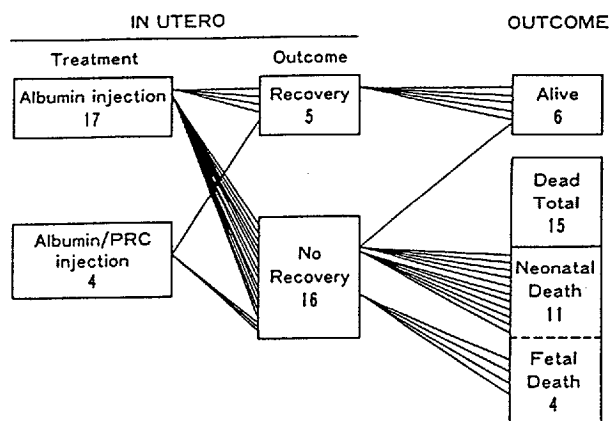 IN UTERO
OUTCOME
Treatment
Outcome
Albumin injection
17
Recovery
5
Alive
6
Albumin/PRC
injection
4
No
Recovery
16
Dead
Total
15
Neonatal
Death
11
Fetal
Death
4